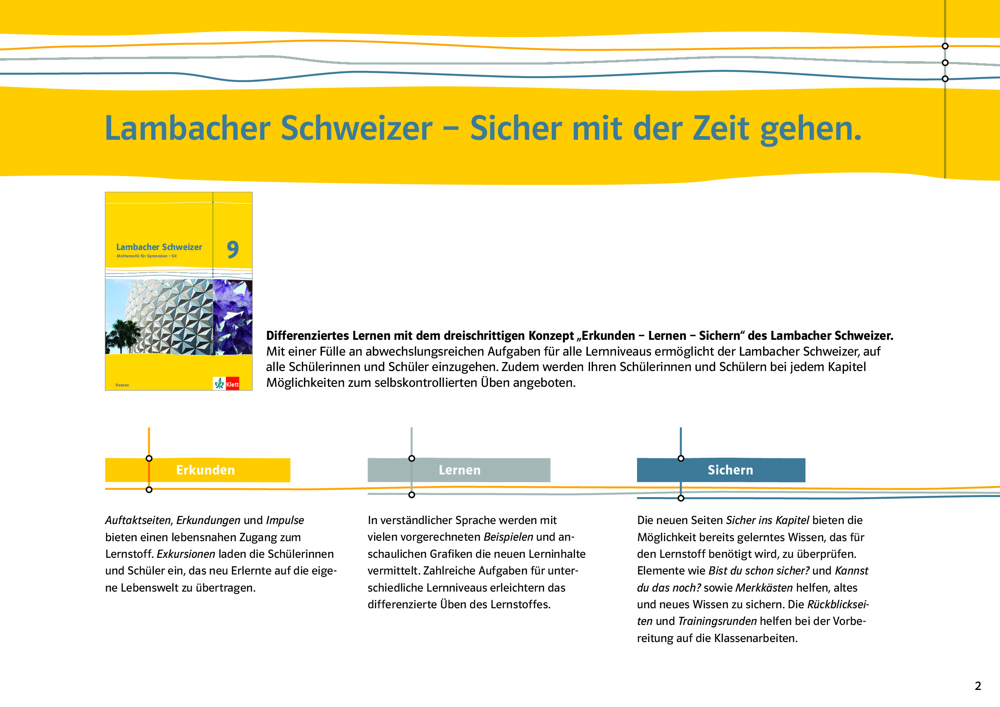 Lambacher Schweizer – Sicher mit der Zeit gehen.
Lambacher Schweizer
9
Mathematik für Gymnasien – G8
Hessen
Klett
Differenziertes Lernen mit dem dreischrittigen Konzept „Erkunden – Lernen – Sichern“ des Lambacher Schweizer.
Mit einer Fülle an abwechslungsreichen Aufgaben für alle Lernniveaus ermöglicht der Lambacher Schweizer, auf
alle Schülerinnen und Schüler einzugehen. Zudem werden Ihren Schülerinnen und Schülern bei jedem Kapitel
Möglichkeiten zum selbskontrollierten Üben angeboten.
Erkunden
Auftaktseiten, Erkundungen und Impulse
bieten einen lebensnahen Zugang zum
Lernstoff. Exkursionen laden die Schülerinnen
und Schüler ein, das neu Erlernte auf die eige-
ne Lebenswelt zu übertragen.
Lernen
In verständlicher Sprache werden mit
vielen vorgerechneten Beispielen und an-
schaulichen Grafiken die neuen Lerninhalte
vermittelt. Zahlreiche Aufgaben für unter-
schiedliche Lernniveaus erleichtern das
differenzierte Üben des Lernstoffes.
Sichern
Die neuen Seiten Sicher ins Kapitel bieten die
Möglichkeit bereits gelerntes Wissen, das für
den Lernstoff benötigt wird, zu überprüfen.
Elemente wie Bist du schon sicher? und Kannst
du das noch? sowie Merkkästen helfen, altes
und neues Wissen zu sichern. Die Rückblicksei-
ten und Trainingsrunden helfen bei der Vorbe-
reitung auf die Klassenarbeiten.
2